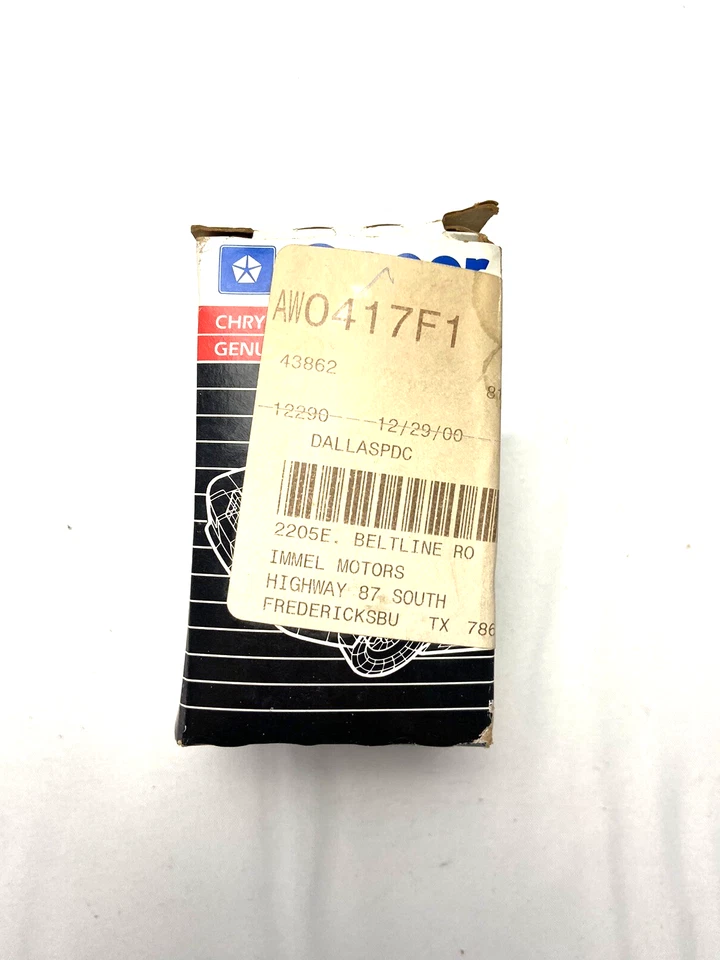 CHRY
GENU
AW0417F1
43862
81
12290 12/29/00
DALLASPDC
2205E. BELTLINE RO
IMMEL MOTORS
HIGHWAY 87 SOUTH
FREDERICKSBU TX 786